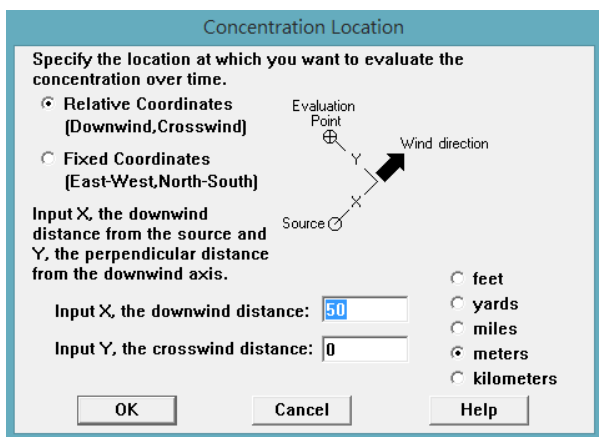 Concentration Location
Specify the location at which you want to evaluate the
concentration over time.
Relative Coordinates
(Downwind,Crosswind)
Fixed Coordinates
(East-West,North-South)
Evaluation
Point
Y
Wind direction
X
Source
Input X, the downwind
distance from the source and
Y, the perpendicular distance
from the downwind axis.
Input X, the downwind distance: 50
Input Y, the crosswind distance: 0
feet
yards
miles
meters
kilometers
OK Cancel Help